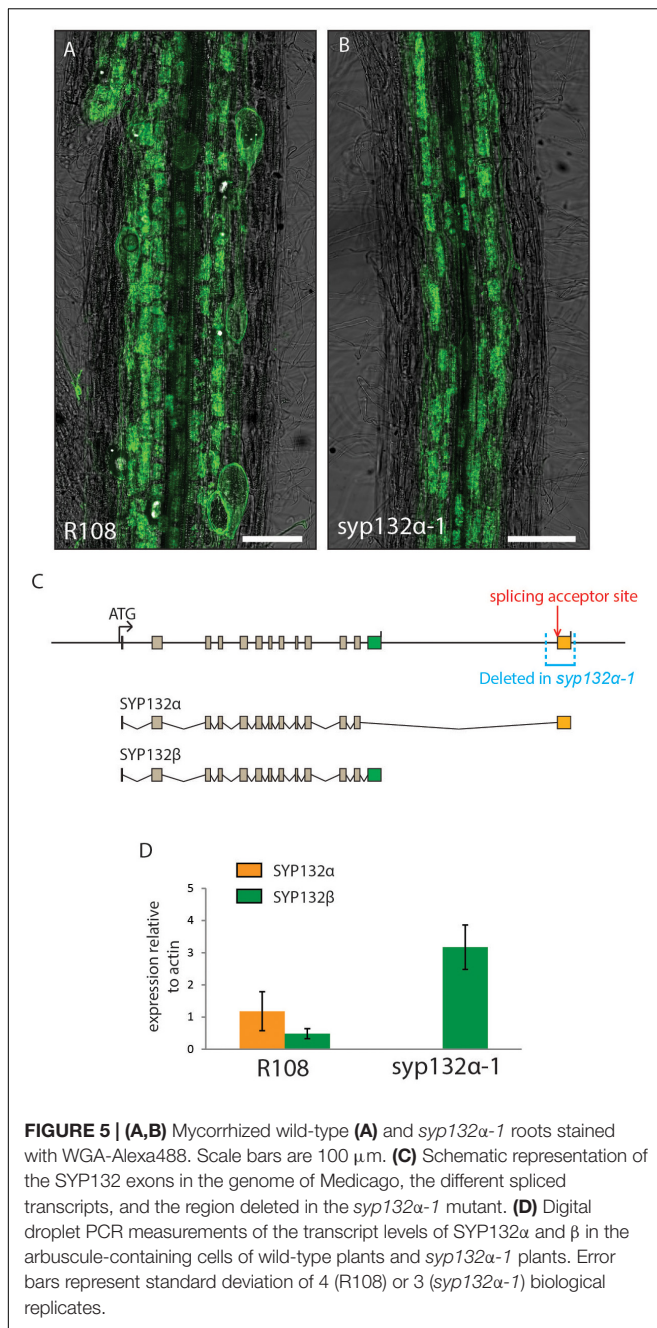 A
B
R108
syp132α-1
C
ATG
splicing acceptor site
Deleted in syp132α-1
SYP132α
SYP132β
D
SYP132α
SYP132β
expression relative
to actin
5
4
3
2
1
0
R108
syp132α-1
FIGURE 5 | (A,B) Mycorrhized wild-type (A) and syp132α-1 roots stained
with WGA-Alexa488. Scale bars are 100 μm. (C) Schematic representation of
the SYP132 exons in the genome of Medicago, the different spliced
transcripts, and the region deleted in the syp132α-1 mutant. (D) Digital
droplet PCR measurements of the transcript levels of SYP132α and β in the
arbuscule-containing cells of wild-type plants and syp132α-1 plants. Error
bars represent standard deviation of 4 (R108) or 3 (syp132α-1) biological
replicates.